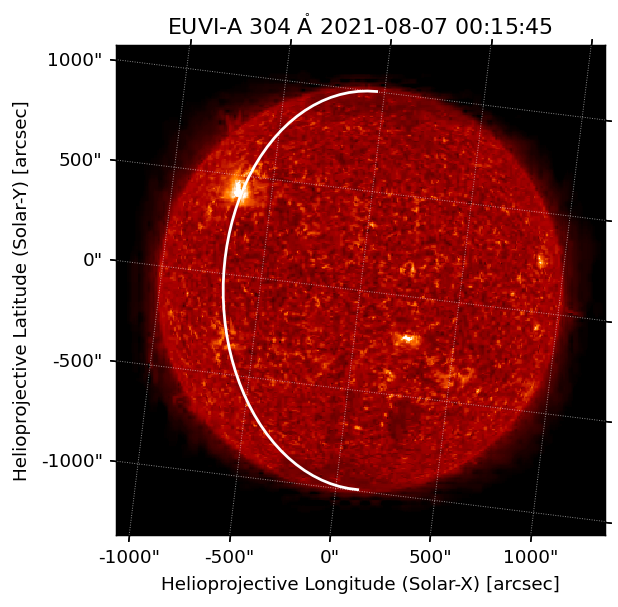 EUVI-A 304 Å 2021-08-07 00:15:45
1000"
500"
0"
-500"
-1000"
Helioprojective Latitude (Solar-Y) [arcsec]
-1000" -500" 0" 500" 1000"
Helioprojective Longitude (Solar-X) [arcsec]